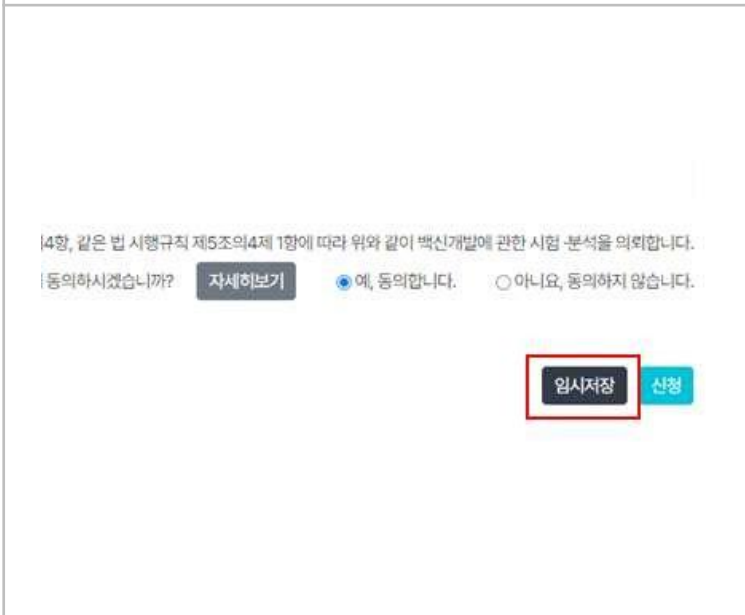 4항, 같은 법 시행규칙 제5조의4제 1항에 따라 위와 같이 백신개발에 관한 시험·분석을 의뢰합니다.
동의하시겠습니까? 자세히보기 예, 동의합니다. 아니요, 동의하지 않습니다.
임시저장 신청